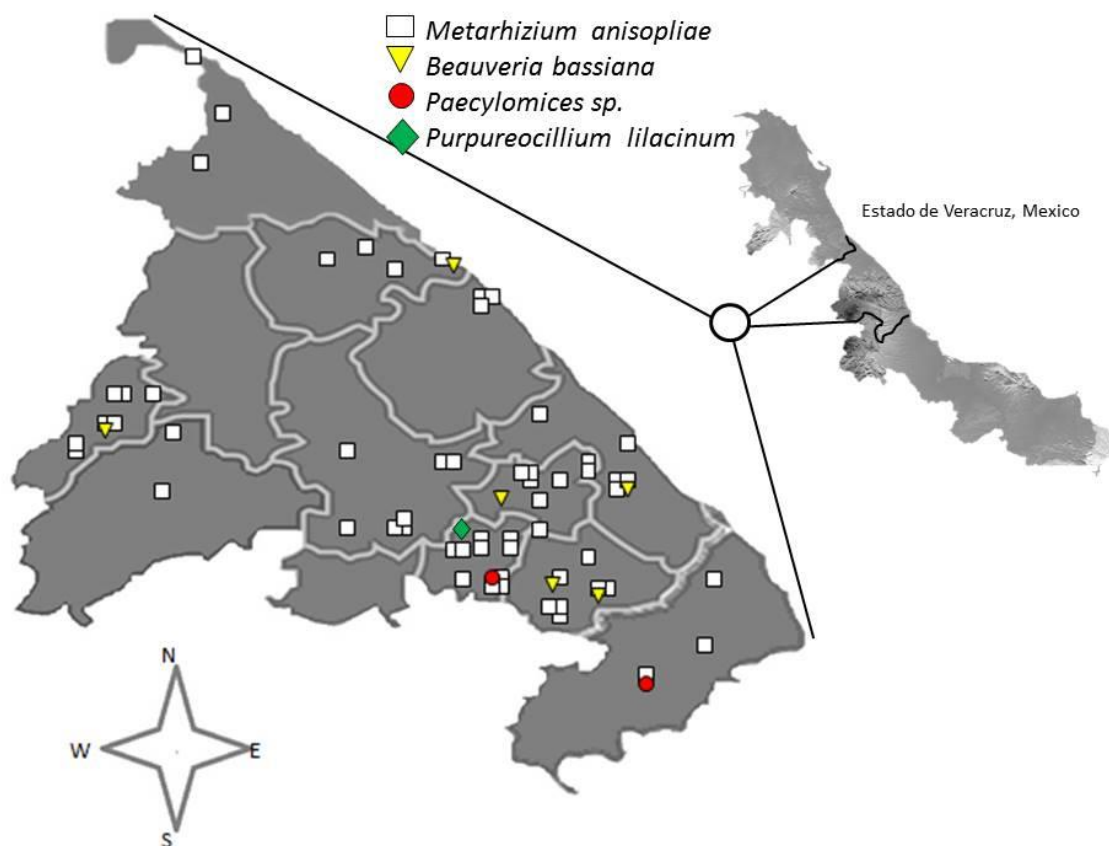 Metarhizium anisopliae
Beauveria bassiana
Paecylomices sp.
Purpureocillium lilacinum
Estado de Veracruz, Mexico
N
W
E
S